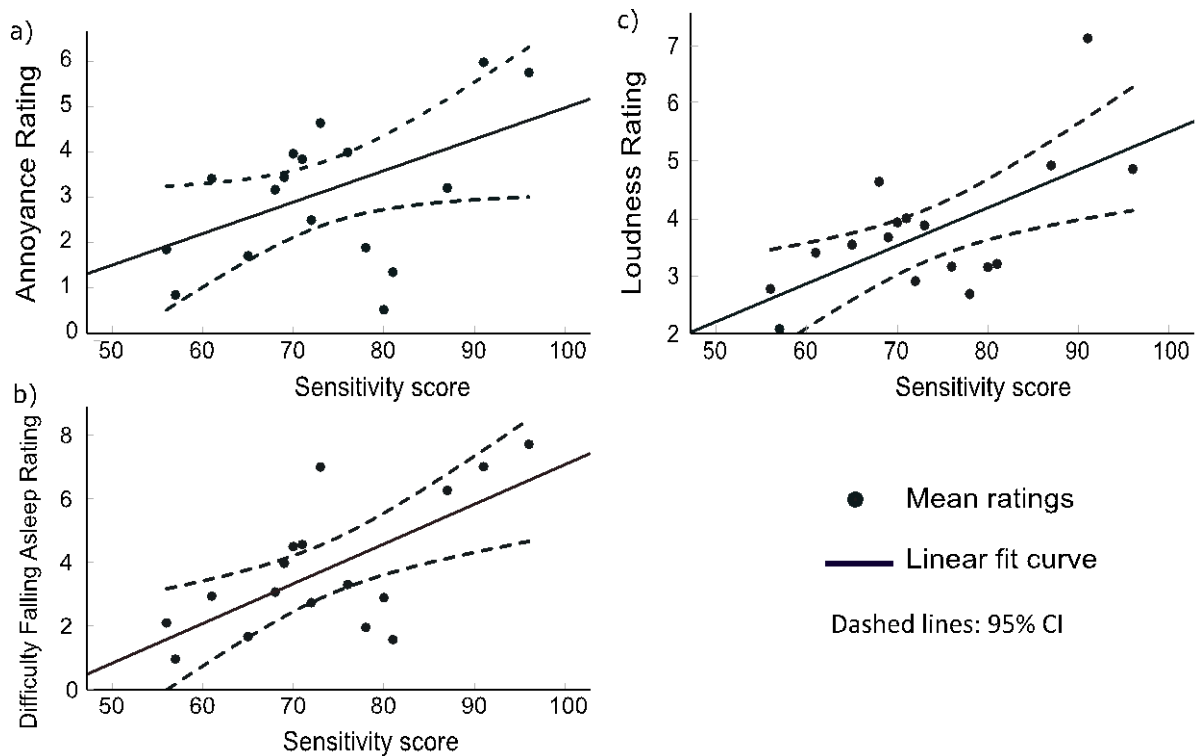 a)
Annoyance Rating
6
5
4
3
2
1
0
50 60 70 80 90 100
Sensitivity score
b)
Difficulty Falling Asleep Rating
8
6
4
2
0
50 60 70 80 90 100
Sensitivity score
c)
Loudness Rating
7
6
5
4
3
2
50 60 70 80 90 100
Sensitivity score
Mean ratings
Linear fit curve
Dashed lines: 95% CI